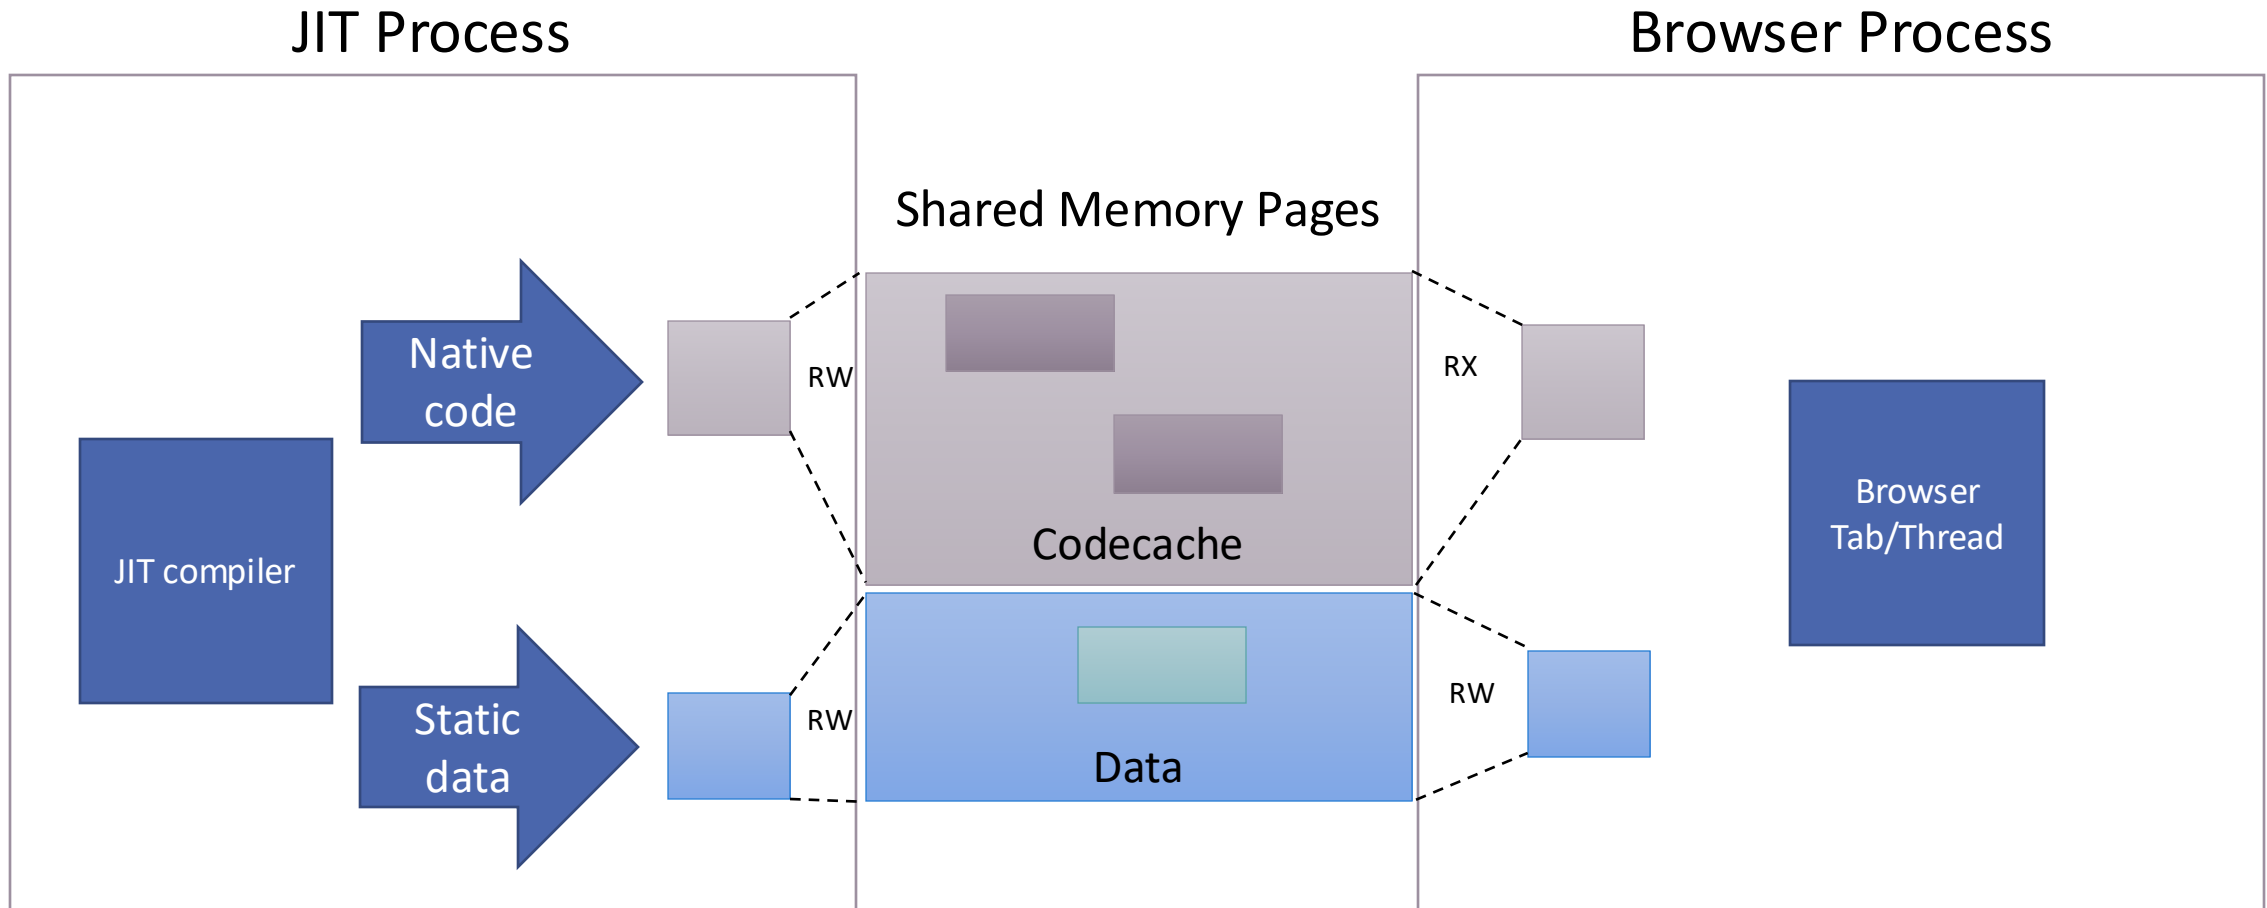 JIT Process
Browser Process
Shared Memory Pages
Native
code
RW
RX
Codecache
JIT compiler
Browser
Tab/Thread
Static
data
RW
RW
Data